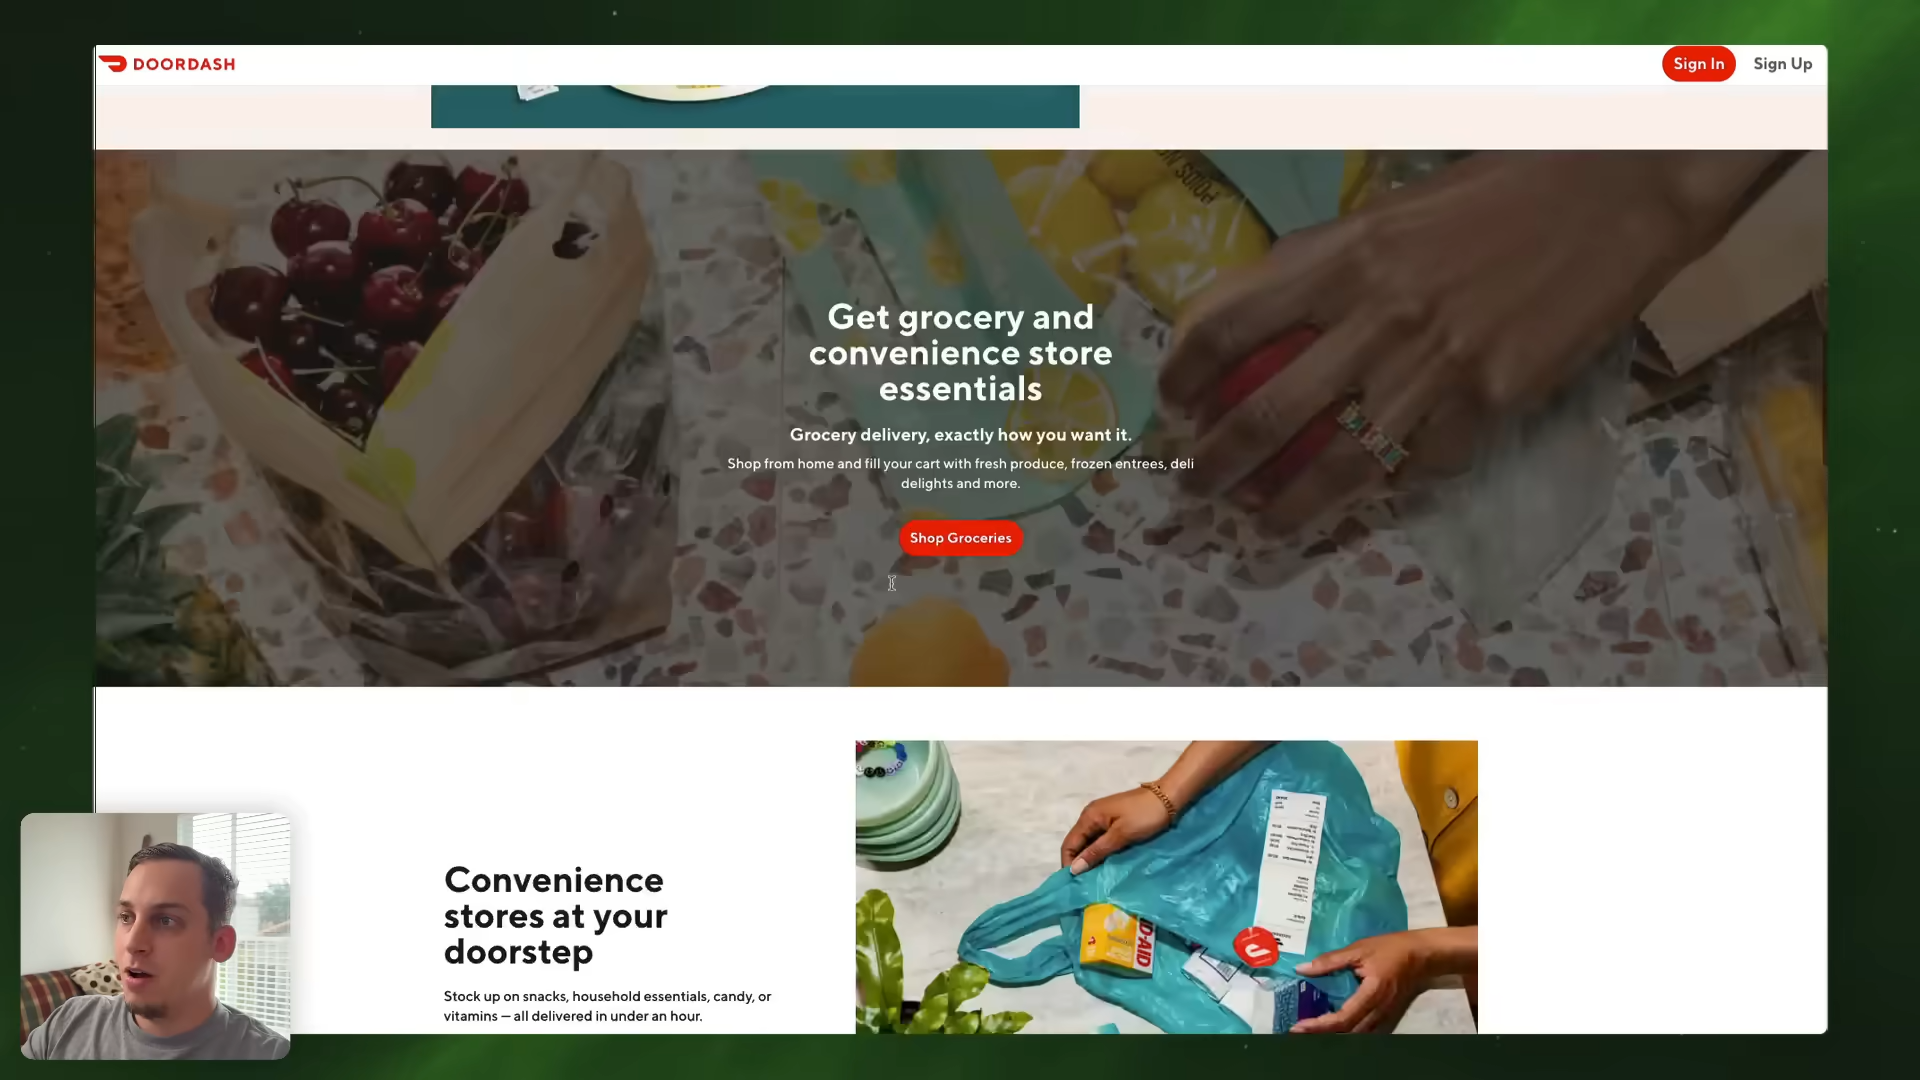 DOORDASH
Sign In
Sign Up
Get grocery and
convenience store
essentials
Grocery delivery, exactly how you want it.
Shop from home and fill your cart with fresh produce, frozen entrees, deli
delights and more.
Shop Groceries
Convenience
stores at your
doorstep
Stock up on snacks, household essentials, candy, or
vitamins — all delivered in under an hour.